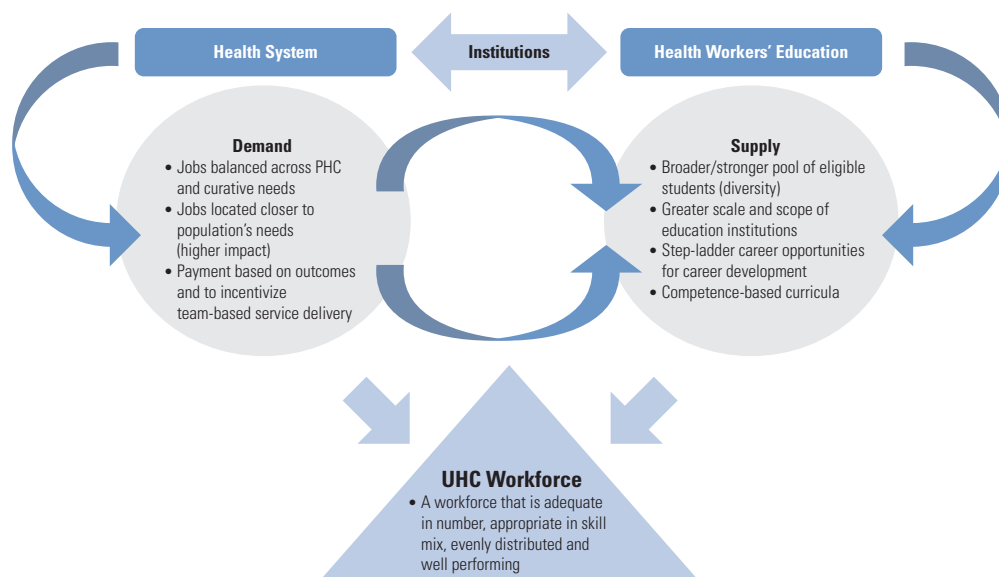 Health System
Institutions
Health Workers' Education
Demand
• Jobs balanced across PHC
and curative needs
• Jobs located closer to
population's needs
(higher impact)
• Payment based on outcomes
and to incentivize
team-based service delivery
Supply
• Broader/stronger pool of eligible
students (diversity)
• Greater scale and scope of
education institutions
• Step-ladder career opportunities
for career development
• Competence-based curricula
UHC Workforce
• A workforce that is adequate
in number, appropriate in skill
mix, evenly distributed and
well performing